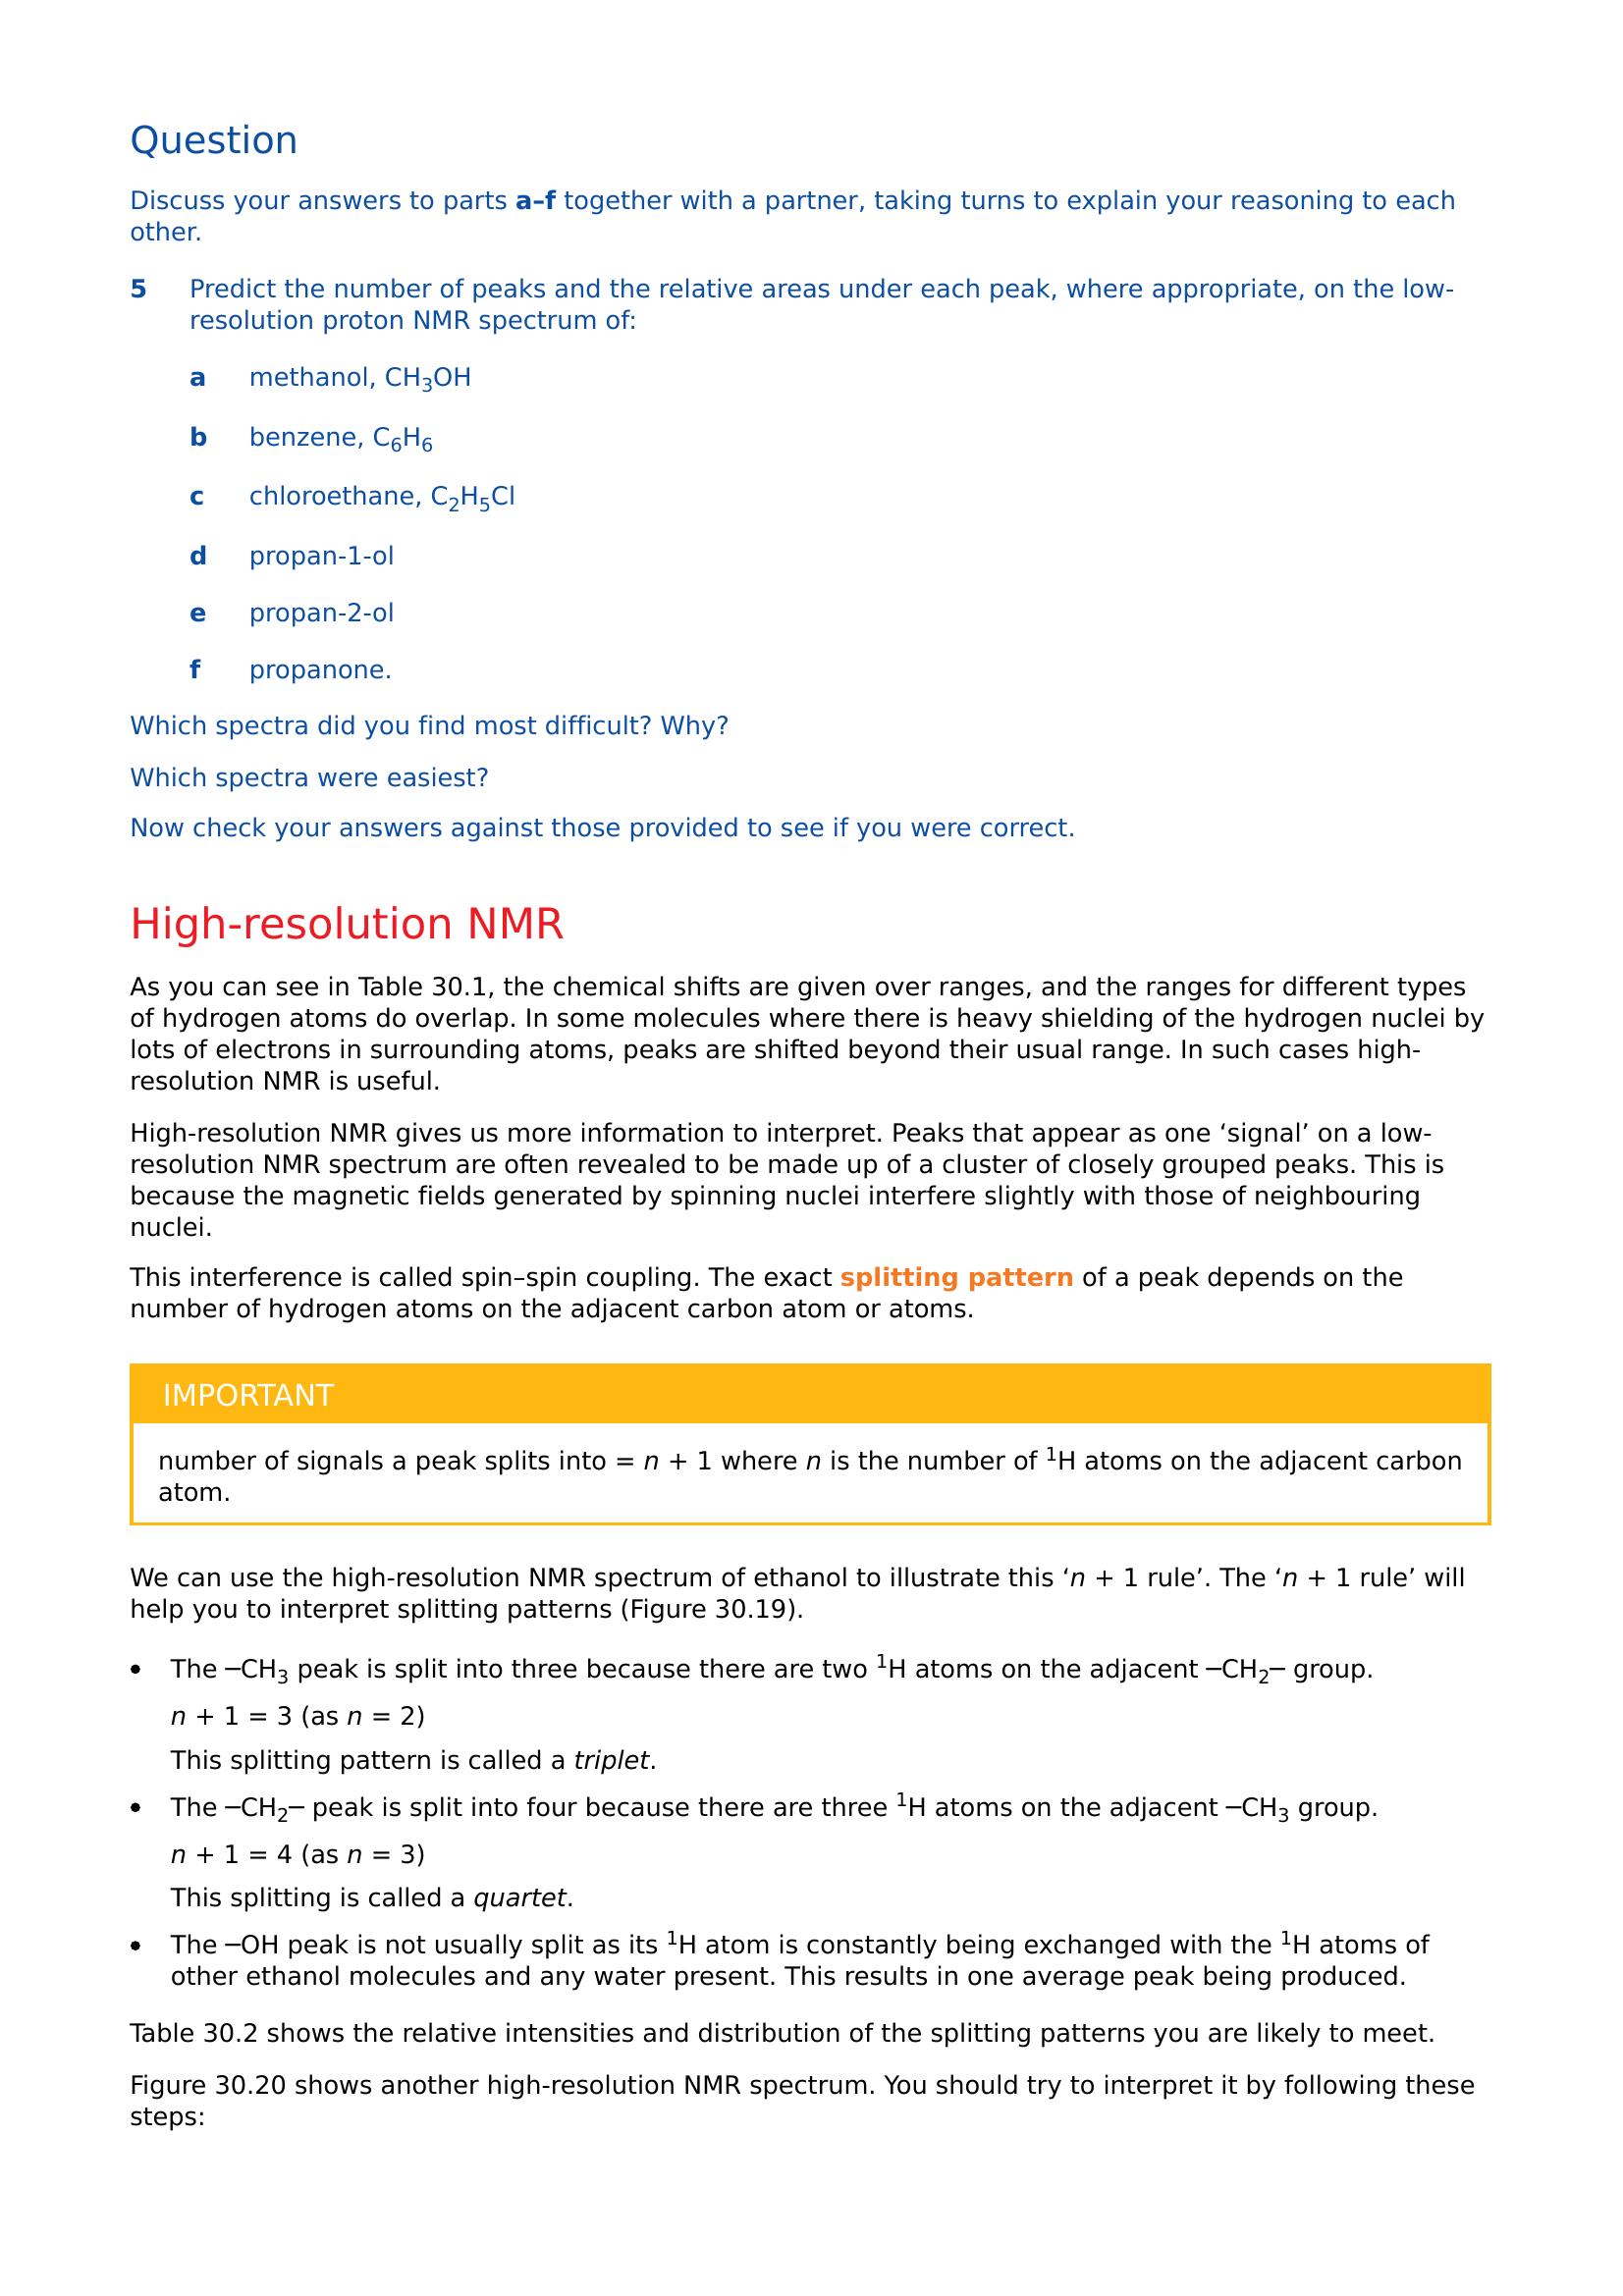 Question
Discuss your answers to parts a–f together with a partner, taking turns to explain your reasoning to each
other.
5 Predict the number of peaks and the relative areas under each peak, where appropriate, on the low-
resolution proton NMR spectrum of:
a methanol, CH₃OH
b benzene, C₆H₆
c chloroethane, C₂H₅Cl
d propan-1-ol
e propan-2-ol
f propanone.
Which spectra did you find most difficult? Why?
Which spectra were easiest?
Now check your answers against those provided to see if you were correct.
High-resolution NMR
As you can see in Table 30.1, the chemical shifts are given over ranges, and the ranges for different types
of hydrogen atoms do overlap. In some molecules where there is heavy shielding of the hydrogen nuclei by
lots of electrons in surrounding atoms, peaks are shifted beyond their usual range. In such cases high-
resolution NMR is useful.
High-resolution NMR gives us more information to interpret. Peaks that appear as one ‘signal’ on a low-
resolution NMR spectrum are often revealed to be made up of a cluster of closely grouped peaks. This is
because the magnetic fields generated by spinning nuclei interfere slightly with those of neighbouring
nuclei.
This interference is called spin–spin coupling. The exact splitting pattern of a peak depends on the
number of hydrogen atoms on the adjacent carbon atom or atoms.
IMPORTANT
number of signals a peak splits into = n + 1 where n is the number of ¹H atoms on the adjacent carbon
atom.
We can use the high-resolution NMR spectrum of ethanol to illustrate this ‘n + 1 rule’. The ‘n + 1 rule’ will
help you to interpret splitting patterns (Figure 30.19).
• The –CH₃ peak is split into three because there are two ¹H atoms on the adjacent –CH₂– group.
n + 1 = 3 (as n = 2)
This splitting pattern is called a triplet.
• The –CH₂– peak is split into four because there are three ¹H atoms on the adjacent –CH₃ group.
n + 1 = 4 (as n = 3)
This splitting is called a quartet.
• The –OH peak is not usually split as its ¹H atom is constantly being exchanged with the ¹H atoms of
other ethanol molecules and any water present. This results in one average peak being produced.
Table 30.2 shows the relative intensities and distribution of the splitting patterns you are likely to meet.
Figure 30.20 shows another high-resolution NMR spectrum. You should try to interpret it by following these
steps: